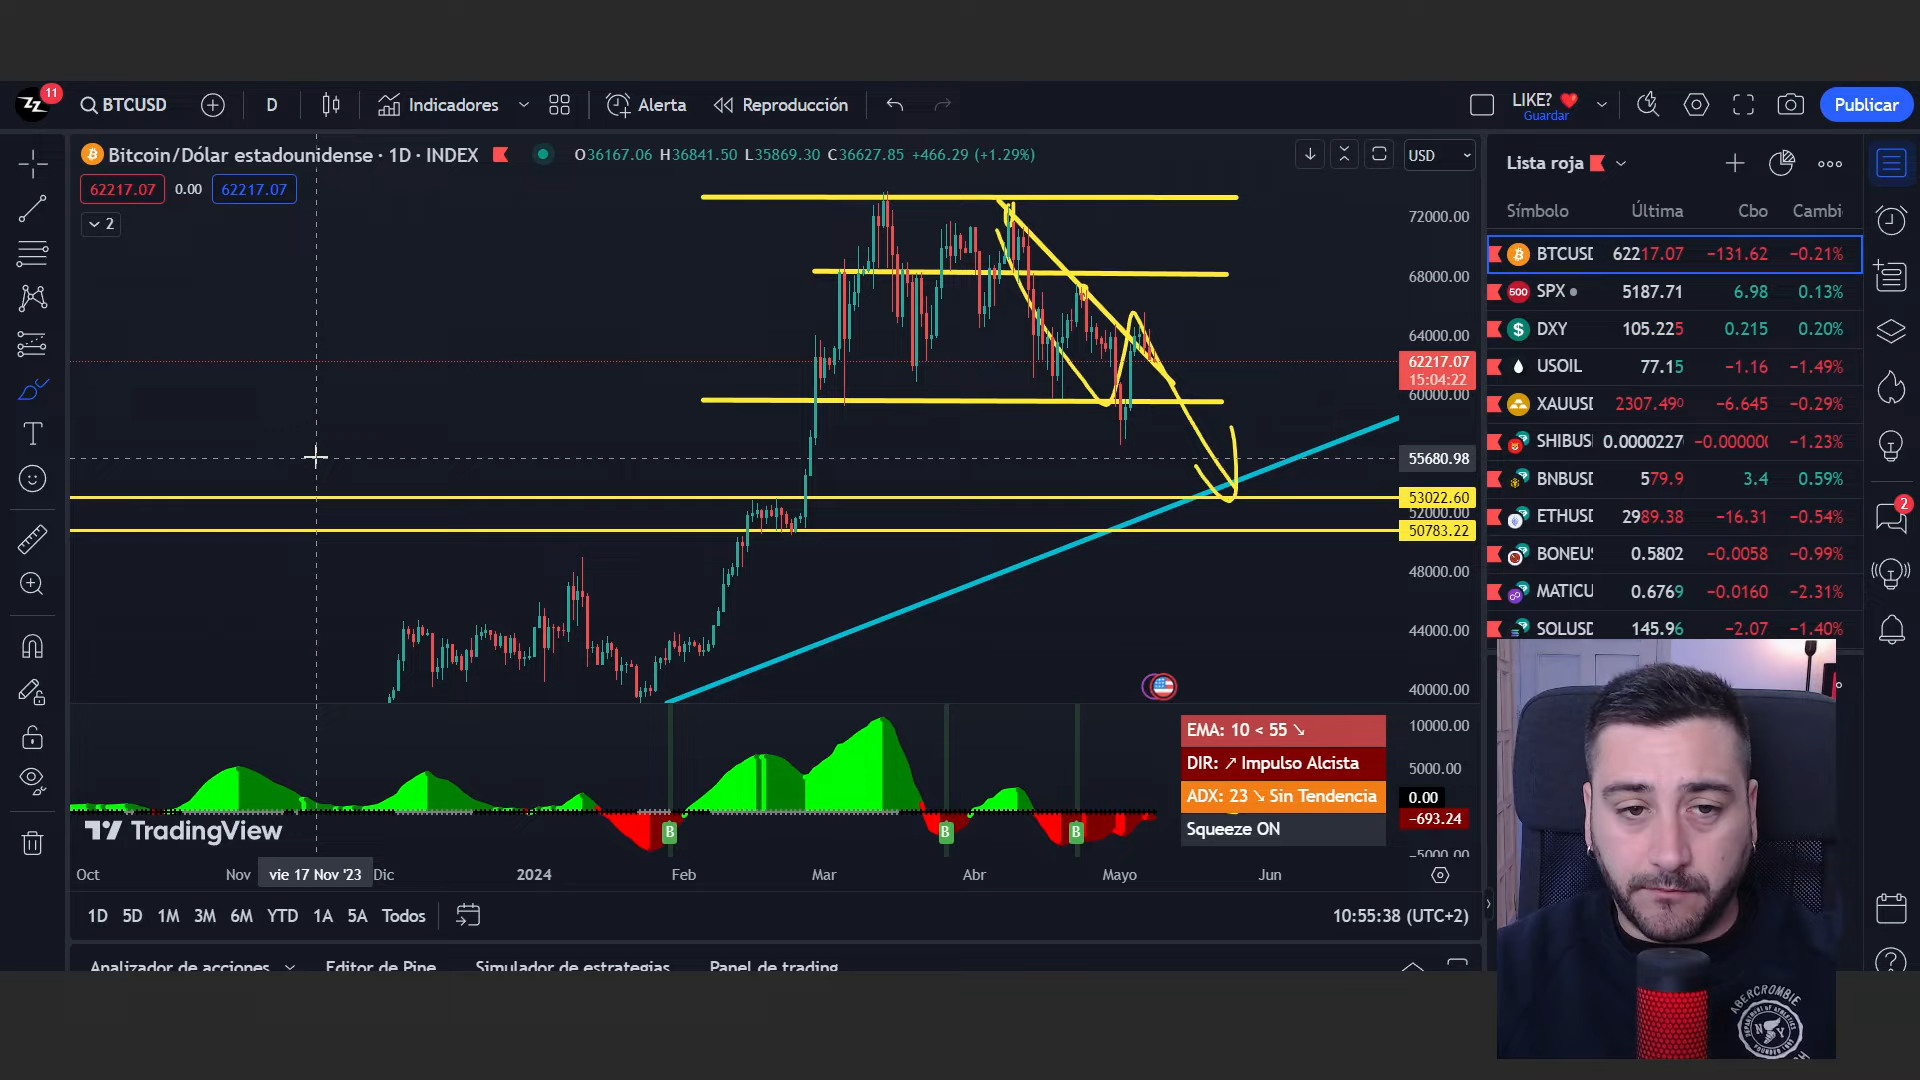 11
BTCUSD
D
Indicadores
Alerta
Reproducción
LIKE? ❤️
Guardar
Publicar
Bitcoin/Dólar estadounidense · 1D · INDEX
O36167.06 H36841.50 L35869.30 C36627.85 +466.29 (+1.29%)
USD
62217.07 0.00 62217.07
2
72000.00
68000.00
64000.00
62217.07
15:04:22
60000.00
55680.98
53022.60
52000.00
50783.22
48000.00
44000.00
40000.00
Lista roja
Símbolo Última Cbo Cambi
BTCUSD 62217.07 −131.62 −0.21%
500 SPX 5187.71 6.98 0.13%
$ DXY 105.225 0.215 0.20%
USOIL 77.15 −1.16 −1.49%
XAUUSD 2307.490 −6.645 −0.29%
SHIBUS 0.0000227 −0.00000 −1.23%
BNBUSD 579.9 3.4 0.59%
ETHUSD 2989.38 −16.31 −0.54%
BONEUS 0.5802 −0.0058 −0.99%
MATICU 0.6769 −0.0160 −2.31%
SOLUSD 145.96 −2.07 −1.40%
2
10000.00
5000.00
0.00
−693.24
−5000.00
EMA: 10 < 55 ↘
DIR: ↗ Impulso Alcista
ADX: 23 ↘ Sin Tendencia
Squeeze ON
B
B
B
TradingView
Oct Nov vie 17 Nov '23 Dic 2024 Feb Mar Abr Mayo Jun
1D 5D 1M 3M 6M YTD 1A 5A Todos
10:55:38 (UTC+2)
Analizador de acciones Editor de Pine Simulador de estrategias Panel de trading
ABERCROMBIE
N Y